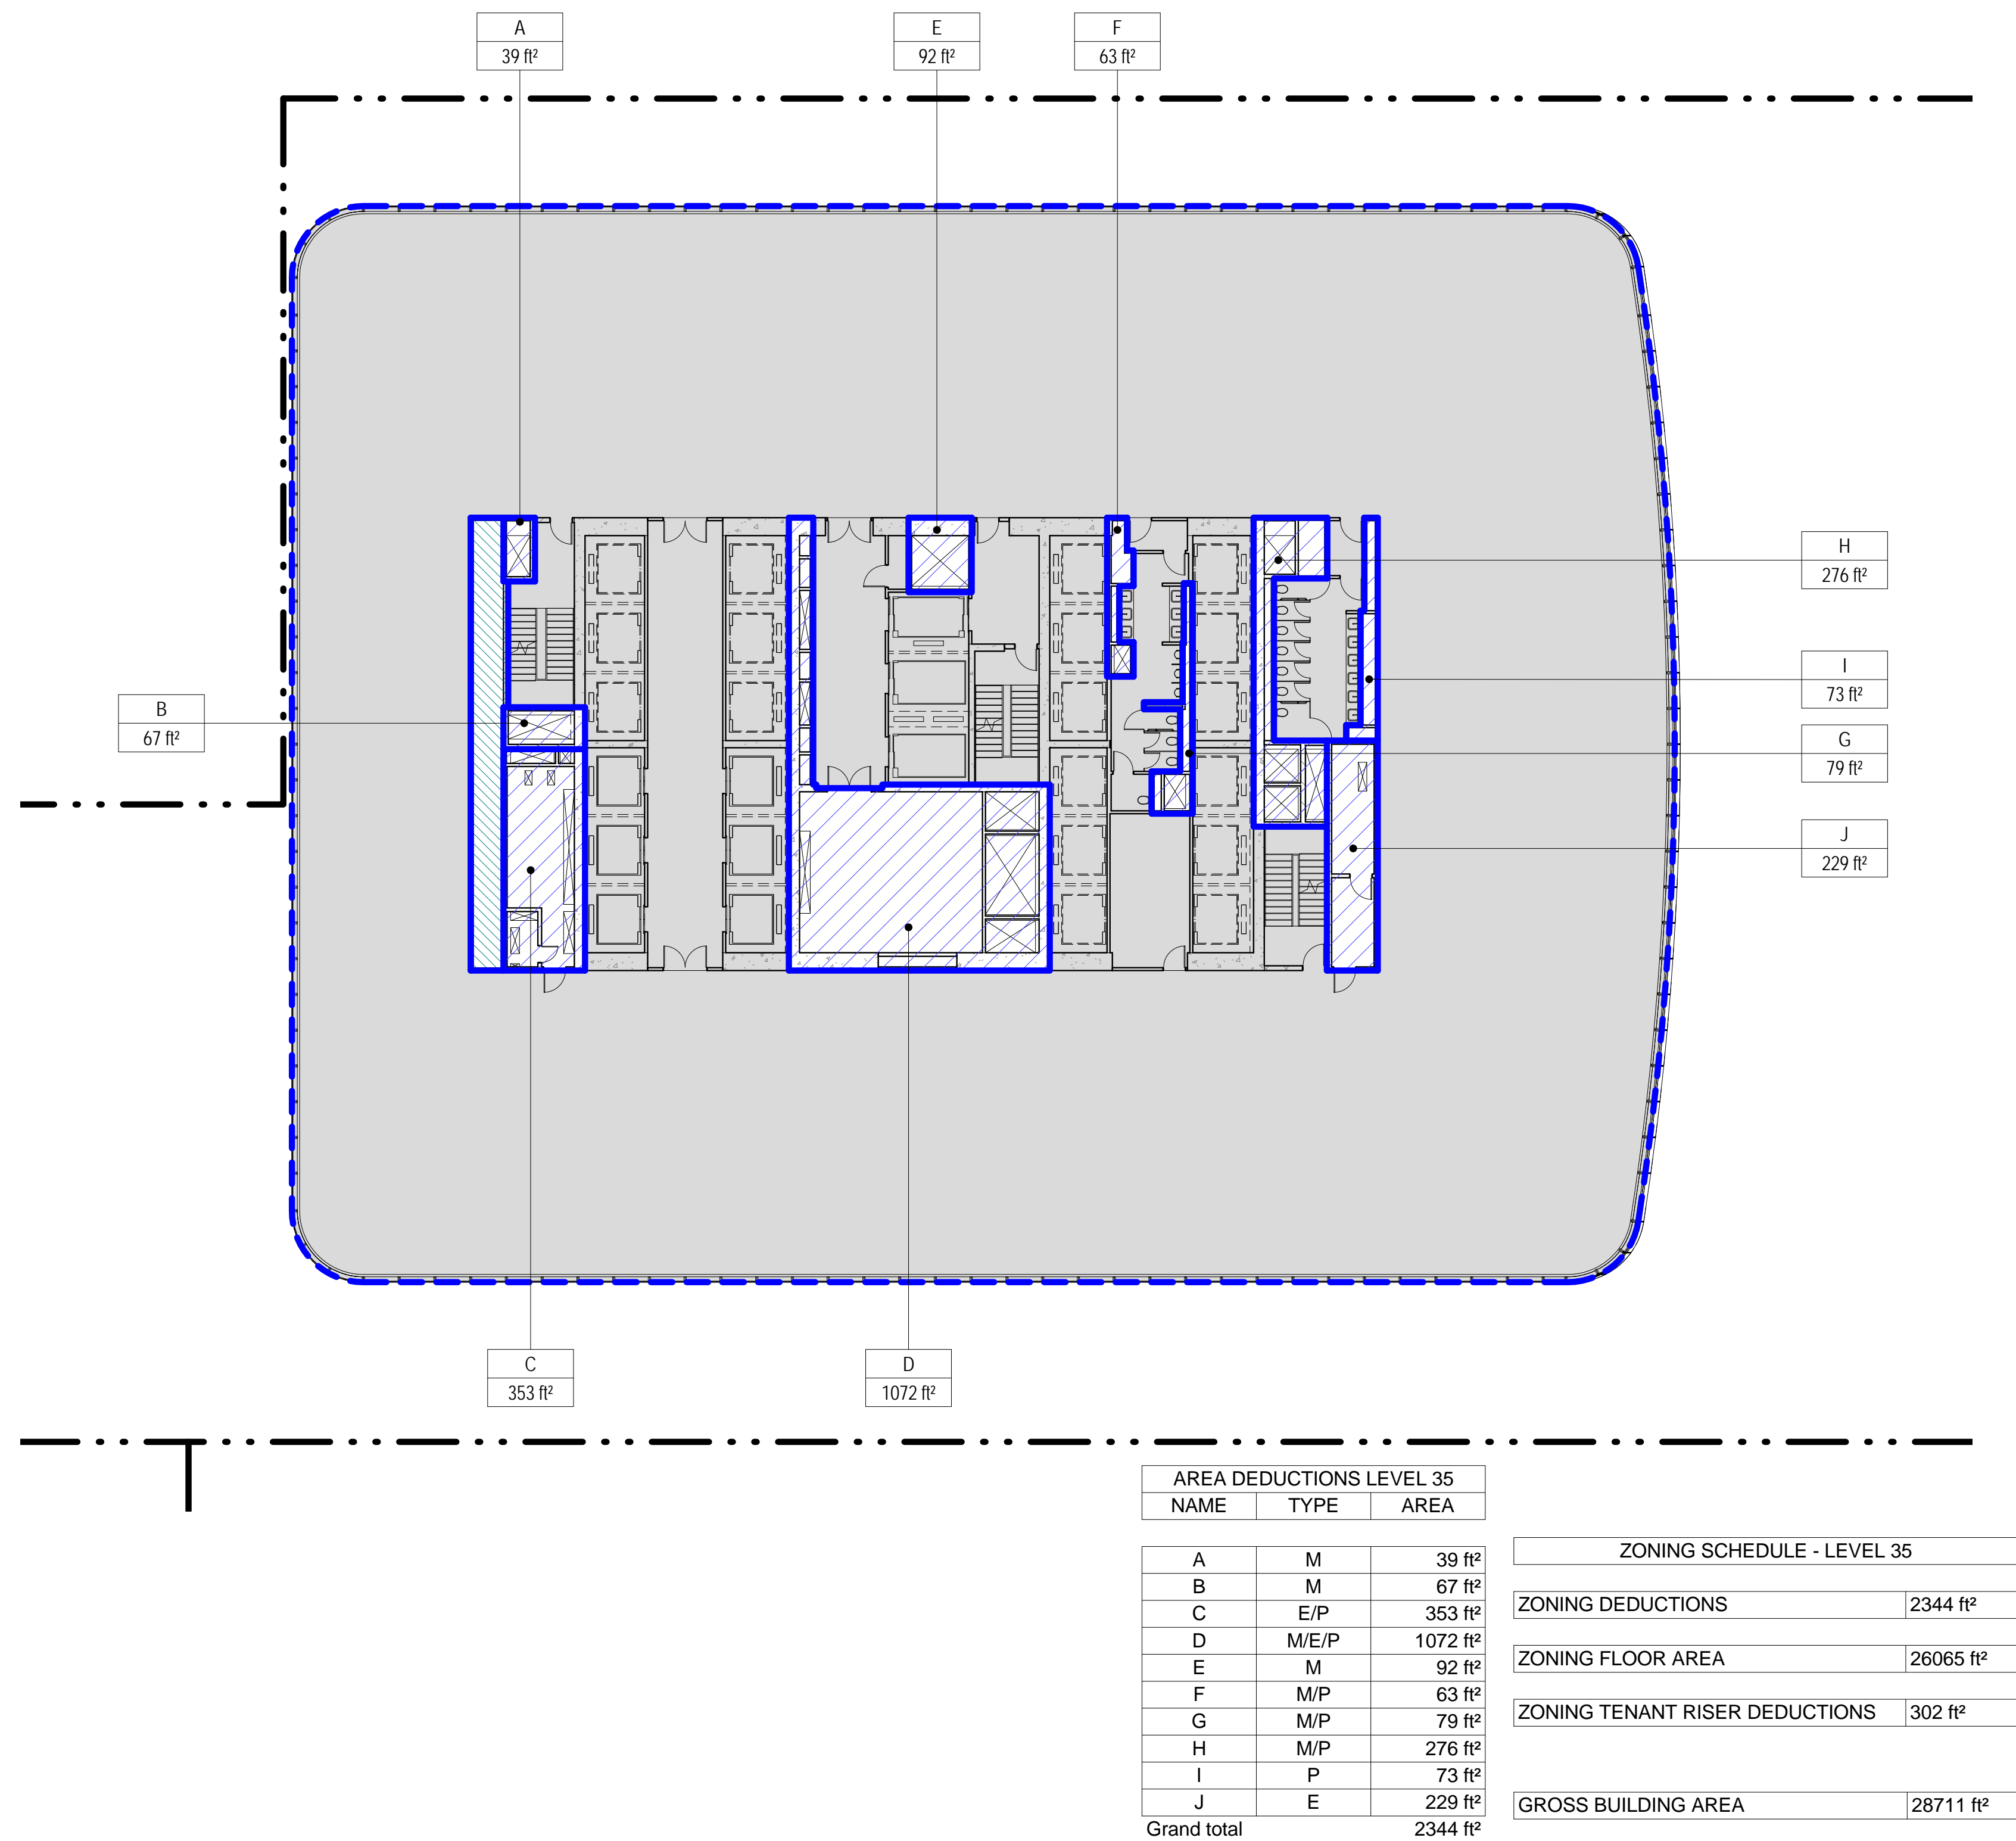 A
39 ft²
E
92 ft²
F
63 ft²
H
276 ft²
I
73 ft²
B
67 ft²
G
79 ft²
J
229 ft²
C
353 ft²
D
1072 ft²
AREA DEDUCTIONS LEVEL 35
NAME TYPE AREA
A M 39 ft²
B M 67 ft²
C E/P 353 ft²
D M/E/P 1072 ft²
E M 92 ft²
F M/P 63 ft²
G M/P 79 ft²
H M/P 276 ft²
I P 73 ft²
J E 229 ft²
Grand total 2344 ft²
ZONING SCHEDULE - LEVEL 35
ZONING DEDUCTIONS 2344 ft²
ZONING FLOOR AREA 26065 ft²
ZONING TENANT RISER DEDUCTIONS 302 ft²
GROSS BUILDING AREA 28711 ft²